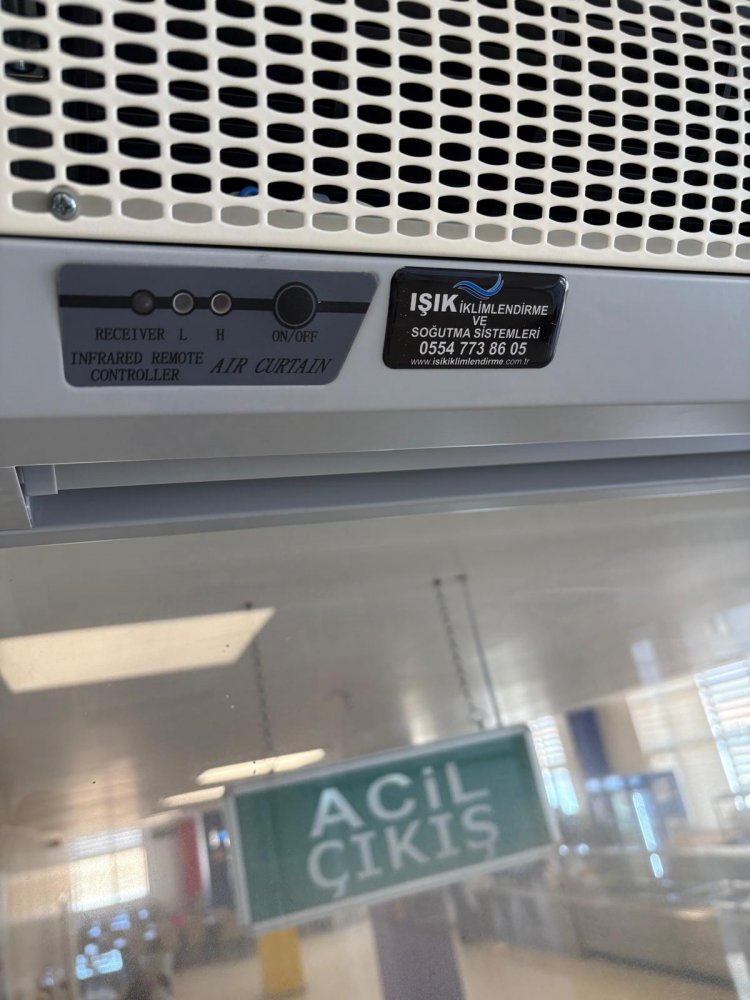 RECEIVER L H ON/OFF
INFRARED REMOTE
CONTROLLER
AIR CURTAIN
IŞIK İKLİMLENDİRME
VE
SOĞUTMA SİSTEMLERİ
0554 773 86 05
www.isikiklimlendirme.com.tr
ACİL
ÇIKIŞ